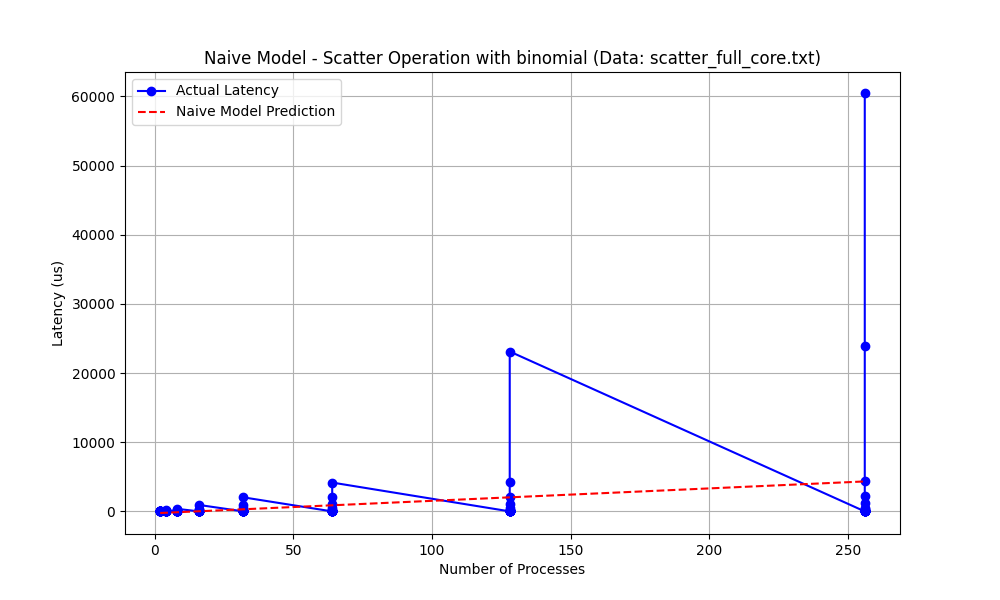 Naive Model - Scatter Operation with binomial (Data: scatter_full_core.txt)
Actual Latency
Naive Model Prediction
Latency (us)
60000
50000
40000
30000
20000
10000
0
0 50 100 150 200 250
Number of Processes